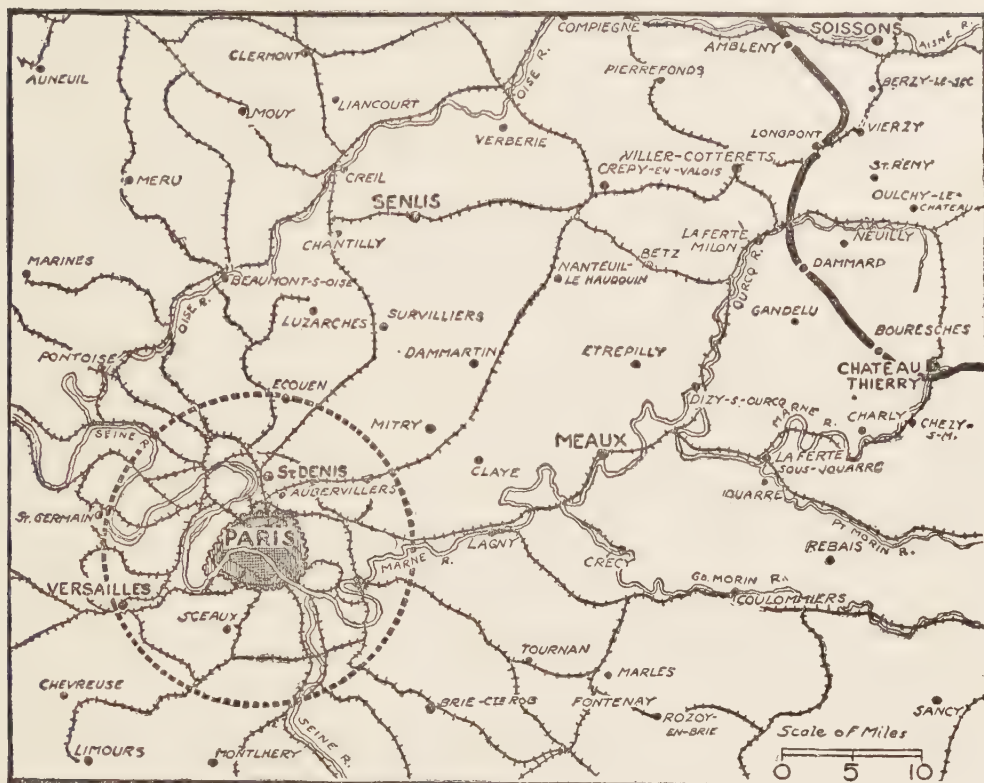 COMPIEGNE
SOISSONS
AISNE
R.
CLERMONT
OISE R.
AMBLENY
AUNEUIL
PIERREFONDS
BERZY-LE-SEC
MOUY
LIANCOURT
VERBERIE
LONGPONT
VIERZY
VILLER-COTTERETS
ST. REMY
MERU
CREIL
CREPY-EN-VALOIS
OULCHY-LE-
CHATEAU
SENLIS
CHANTILLY
LA FERTE
MILON
NEUILLY
MARINES
BETZ
DAMMARD
BEAUMONT-S-OISE
NANTEUIL-
LE HAUDOUIN
OURCQ R.
OISE R.
LUZARCHES
SURVILLIERS
GANDELU
BOURESCHES
PONTOISE
DAMMARTIN
ETREPILLY
CHATEAU
THIERRY
ECOUEN
DIZY-S-OURCQ
MARNE
R.
CHARLY
CHEZY-
S-M.
SEINE R.
MITRY
MEAUX
ST DENIS
CLAYE
LA FERTE
SOUS-JOUARRE
AUBERVILLERS
JOUARRE
ST. GERMAIN
PARIS
LAGNY
PT. MORIN R.
MARNE
R.
CRECY
REBAIS
VERSAILLES
GD. MORIN R.
COULOMMIERS
SCEAUX
TOURNAN
MARLES
CHEVREUSE
BRIE-CTE ROB
FONTENAY
ROZOY-
EN-BRIE
SANCY
SEINE R.
LIMOURS
MONTLHERY
Scale of Miles
0 5 10